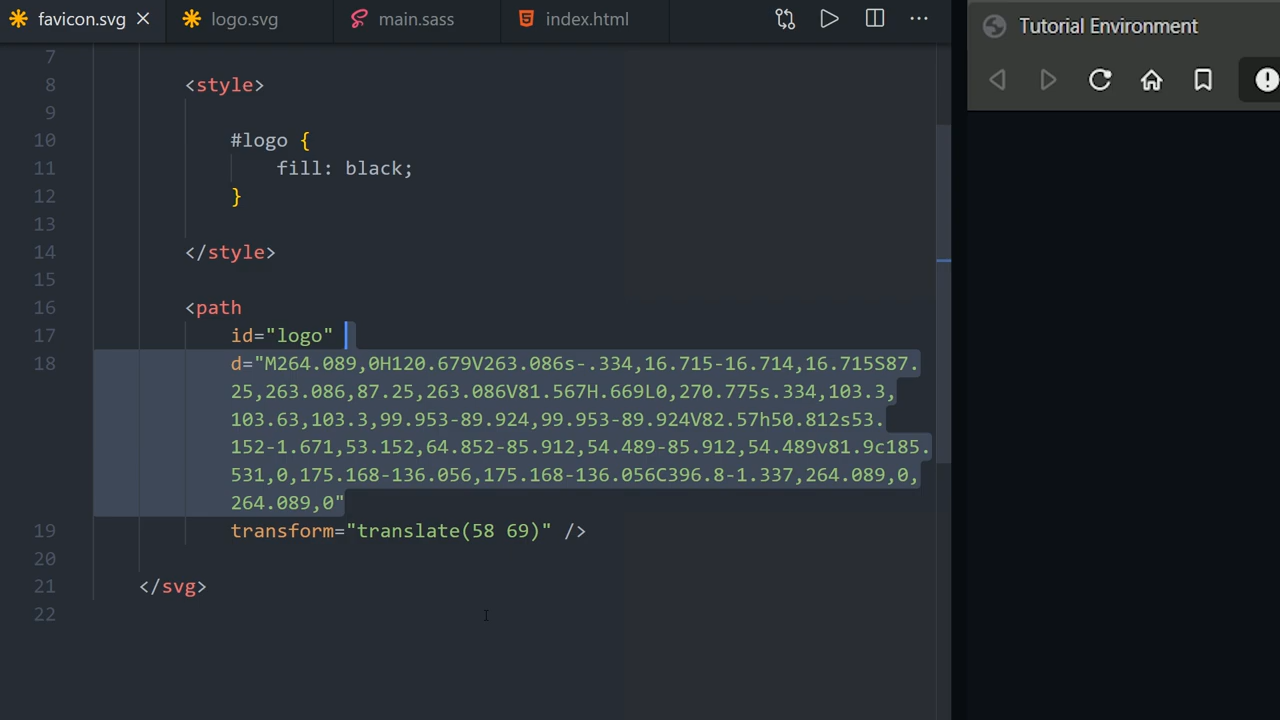 favicon.svg logo.svg main.sass index.html
Tutorial Environment
7
8 <style>
9
10 #logo {
11 fill: black;
12 }
13
14 </style>
15
16 <path
17 id="logo"
18 d="M264.089,0H120.679V263.086s-.334,16.715-16.714,16.715S87.
25,263.086,87.25,263.086V81.567H.669L0,270.775s.334,103.3,
103.63,103.3,99.953-89.924,99.953-89.924V82.57h50.812s53.
152-1.671,53.152,64.852-85.912,54.489-85.912,54.489v81.9c185.
531,0,175.168-136.056,175.168-136.056C396.8-1.337,264.089,0,
264.089,0"
19 transform="translate(58 69)" />
20
21 </svg>
22